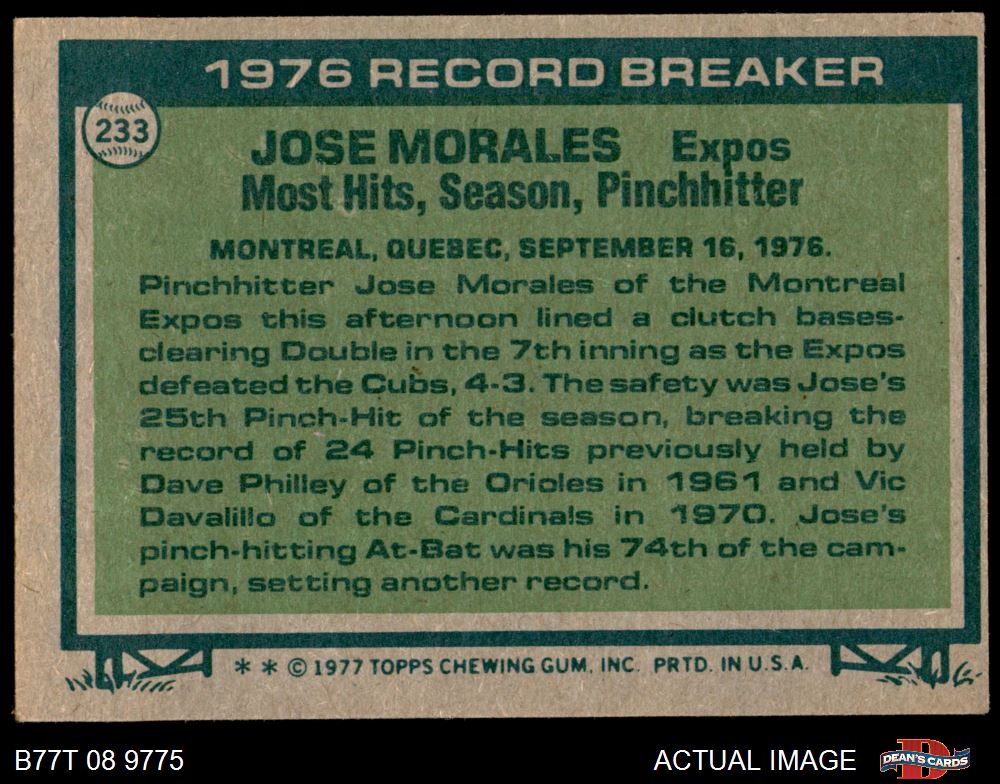 1976 RECORD BREAKER
233
JOSE MORALES Expos
Most Hits, Season, Pinchhitter
MONTREAL, QUEBEC, SEPTEMBER 16, 1976.
Pinchhitter Jose Morales of the Montreal
Expos this afternoon lined a clutch bases-
clearing Double in the 7th inning as the Expos
defeated the Cubs, 4-3. The safety was Jose's
25th Pinch-Hit of the season, breaking the
record of 24 Pinch-Hits previously held by
Dave Philley of the Orioles in 1961 and Vic
Davalillo of the Cardinals in 1970. Jose's
pinch-hitting At-Bat was his 74th of the cam-
paign, setting another record.
* * © 1977 TOPPS CHEWING GUM, INC. PRTD. IN U.S.A.
B77T 08 9775
ACTUAL IMAGE
D
DEAN'S CARDS